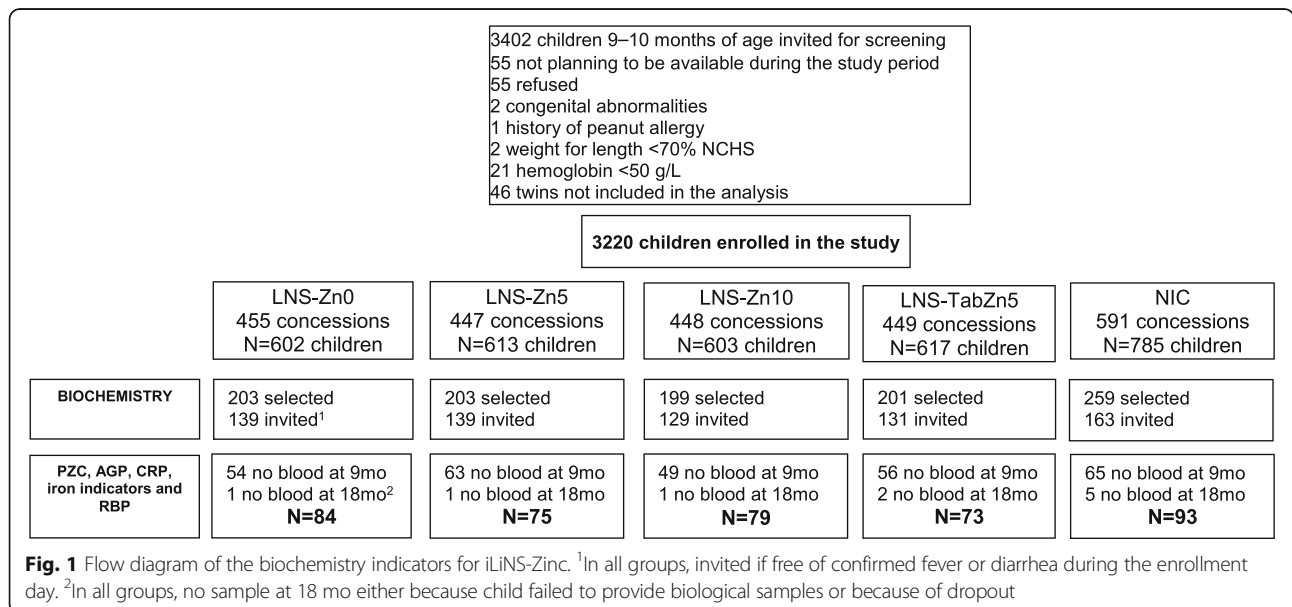 3402 children 9–10 months of age invited for screening
55 not planning to be available during the study period
55 refused
2 congenital abnormalities
1 history of peanut allergy
2 weight for length <70% NCHS
21 hemoglobin <50 g/L
46 twins not included in the analysis
3220 children enrolled in the study
LNS-Zn0
455 concessions
N=602 children
LNS-Zn5
447 concessions
N=613 children
LNS-Zn10
448 concessions
N=603 children
LNS-TabZn5
449 concessions
N=617 children
NIC
591 concessions
N=785 children
BIOCHEMISTRY
203 selected
139 invited¹
203 selected
139 invited
199 selected
129 invited
201 selected
131 invited
259 selected
163 invited
PZC, AGP, CRP,
iron indicators and
RBP
54 no blood at 9mo
1 no blood at 18mo²
N=84
63 no blood at 9mo
1 no blood at 18mo
N=75
49 no blood at 9mo
1 no blood at 18mo
N=79
56 no blood at 9mo
2 no blood at 18mo
N=73
65 no blood at 9mo
5 no blood at 18mo
N=93
Fig. 1 Flow diagram of the biochemistry indicators for iLiNS-Zinc. ¹In all groups, invited if free of confirmed fever or diarrhea during the enrollment
day. ²In all groups, no sample at 18 mo either because child failed to provide biological samples or because of dropout